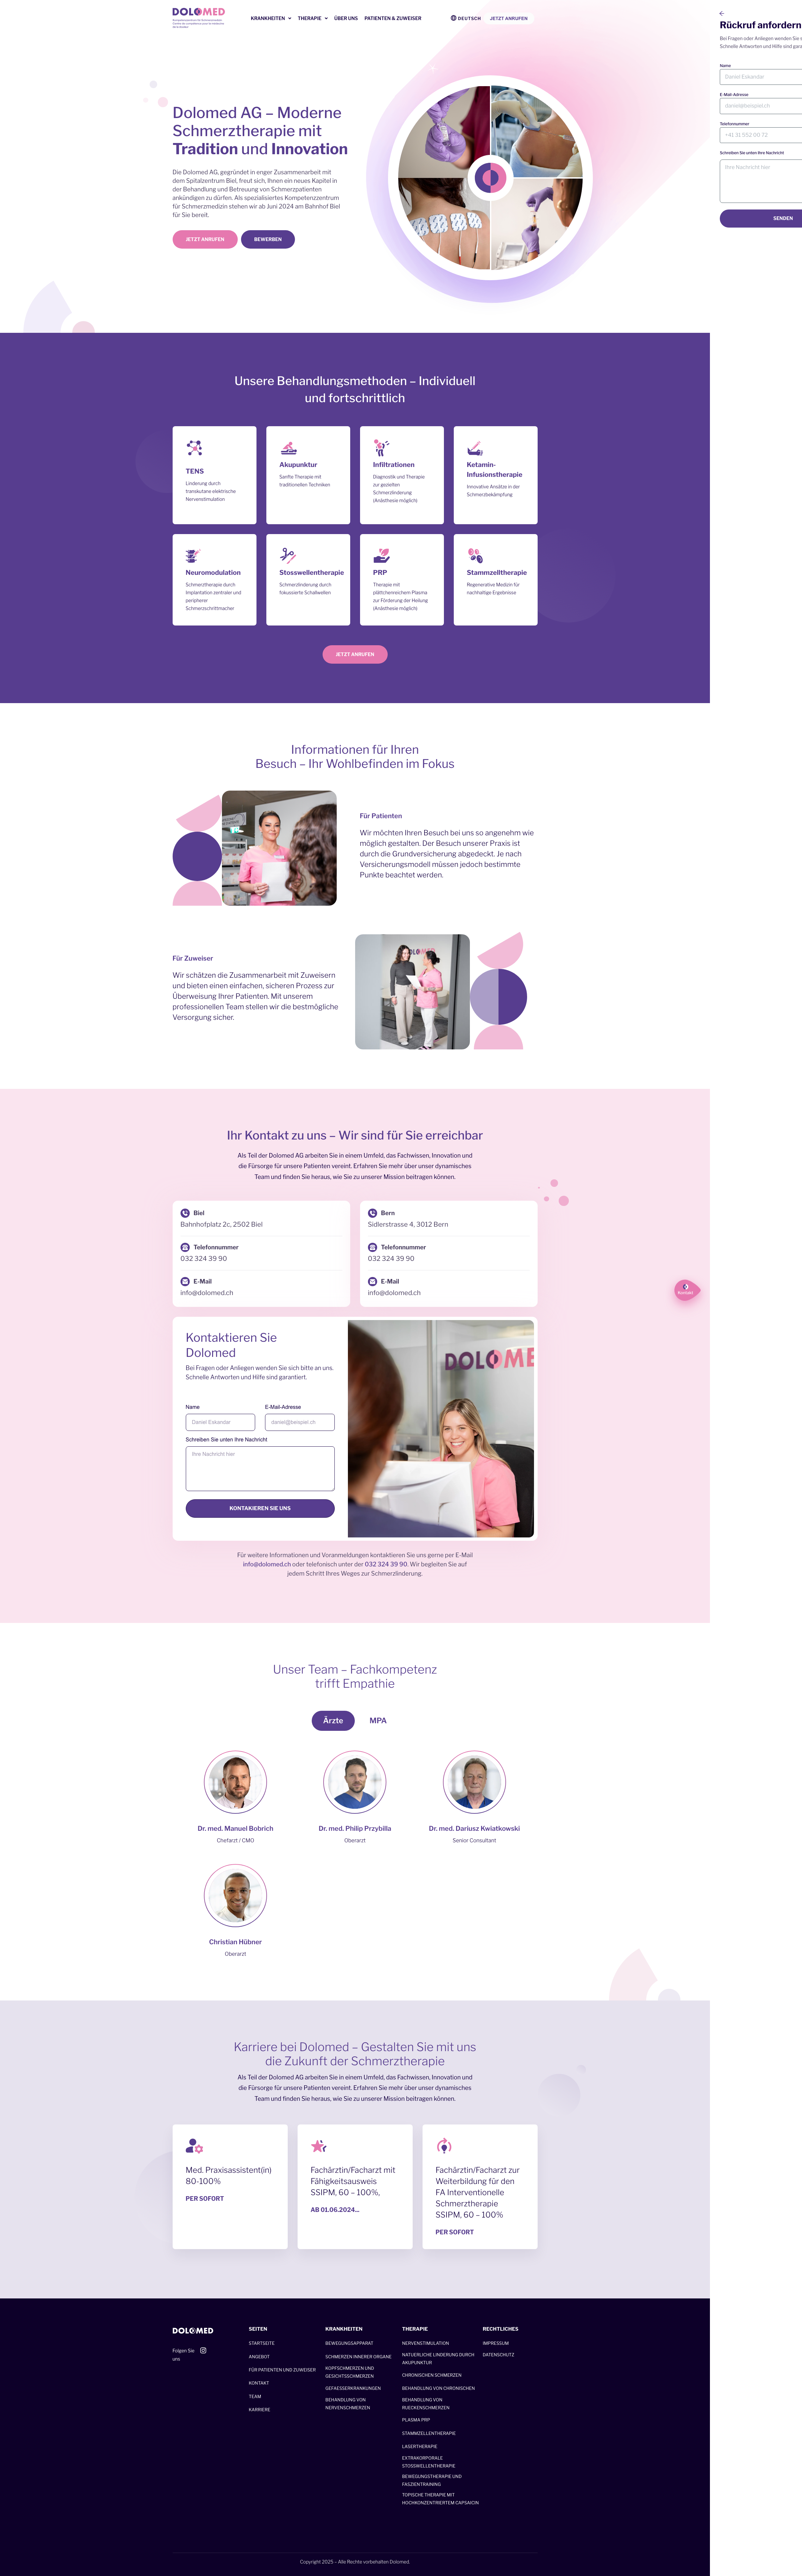 DOLOMED
KRANKHEITEN
THERAPIE
ÜBER UNS
PATIENTEN & ZUWEISER
DEUTSCH
JETZT ANRUFEN
Dolomed AG – Moderne
Schmerztherapie mit
Tradition und Innovation
Die Dolomed AG, gegründet in enger Zusammenarbeit mit
dem Spitalzentrum Biel, freut sich, Ihnen ein neues Kapitel in
der Behandlung und Betreuung von Schmerzpatienten
ankündigen zu dürfen. Als spezialisiertes Kompetenzzentrum
für Schmerzmedizin stehen wir ab Juni 2024 am Bahnhof Biel
für Sie bereit.
JETZT ANRUFEN
BEWERBEN
Rückruf anfordern
Bei Fragen oder Anliegen wenden Sie s
Schnelle Antworten und Hilfe sind gara
Name
Daniel Eskandar
E-Mail-Adresse
daniel@beispiel.ch
Telefonnummer
+41 31 552 00 72
Schreiben Sie unten Ihre Nachricht
Ihre Nachricht hier
SENDEN
Unsere Behandlungsmethoden – Individuell
und fortschrittlich
TENS
Linderung durch
transkutane elektrische
Nervenstimulation
Akupunktur
Sanfte Therapie mit
traditionellen Techniken
Infiltrationen
Diagnostik und Therapie
zur gezielten
Schmerzlinderung
(Anästhesie möglich)
Ketamin-
Infusionstherapie
Innovative Ansätze in der
Schmerzbekämpfung
Neuromodulation
Schmerztherapie durch
Implantation zentraler und
peripherer
Schmerzschrittmacher
Stosswellentherapie
Schmerzlinderung durch
fokussierte Schallwellen
PRP
Therapie mit
plättchenreichem Plasma
zur Förderung der Heilung
(Anästhesie möglich)
Stammzelltherapie
Regenerative Medizin für
nachhaltige Ergebnisse
JETZT ANRUFEN
Informationen für Ihren
Besuch – Ihr Wohlbefinden im Fokus
Für Patienten
Wir möchten Ihren Besuch bei uns so angenehm wie
möglich gestalten. Der Besuch unserer Praxis ist
durch die Grundversicherung abgedeckt. Je nach
Versicherungsmodell müssen jedoch bestimmte
Punkte beachtet werden.
Für Zuweiser
Wir schätzen die Zusammenarbeit mit Zuweisern
und bieten einen einfachen, sicheren Prozess zur
Überweisung Ihrer Patienten. Mit unserem
professionellen Team stellen wir die bestmögliche
Versorgung sicher.
Ihr Kontakt zu uns – Wir sind für Sie erreichbar
Als Teil der Dolomed AG arbeiten Sie in einem Umfeld, das Fachwissen, Innovation und
die Fürsorge für unsere Patienten vereint. Erfahren Sie mehr über unser dynamisches
Team und finden Sie heraus, wie Sie zu unserer Mission beitragen können.
Biel
Bahnhofplatz 2c, 2502 Biel
Telefonnummer
032 324 39 90
E-Mail
info@dolomed.ch
Bern
Sidlerstrasse 4, 3012 Bern
Telefonnummer
032 324 39 90
E-Mail
info@dolomed.ch
Kontakt
Kontaktieren Sie
Dolomed
Bei Fragen oder Anliegen wenden Sie sich bitte an uns.
Schnelle Antworten und Hilfe sind garantiert.
Name
E-Mail-Adresse
Daniel Eskandar
daniel@beispiel.ch
Schreiben Sie unten Ihre Nachricht
Ihre Nachricht hier
KONTAKIEREN SIE UNS
DOLOME
Für weitere Informationen und Voranmeldungen kontaktieren Sie uns gerne per E-Mail
info@dolomed.ch oder telefonisch unter der 032 324 39 90. Wir begleiten Sie auf
jedem Schritt Ihres Weges zur Schmerzlinderung.
Unser Team – Fachkompetenz
trifft Empathie
Ärzte
MPA
Dr. med. Manuel Bobrich
Chefarzt / CMO
Dr. med. Philip Przybilla
Oberarzt
Dr. med. Dariusz Kwiatkowski
Senior Consultant
Christian Hübner
Oberarzt
Karriere bei Dolomed – Gestalten Sie mit uns
die Zukunft der Schmerztherapie
Als Teil der Dolomed AG arbeiten Sie in einem Umfeld, das Fachwissen, Innovation und
die Fürsorge für unsere Patienten vereint. Erfahren Sie mehr über unser dynamisches
Team und finden Sie heraus, wie Sie zu unserer Mission beitragen können.
Med. Praxisassistent(in)
80-100%
PER SOFORT
Fachärztin/Facharzt mit
Fähigkeitsausweis
SSIPM, 60 – 100%,
AB 01.06.2024...
Fachärztin/Facharzt zur
Weiterbildung für den
FA Interventionelle
Schmerztherapie
SSIPM, 60 – 100%
PER SOFORT
DOLOMED
Folgen Sie
uns
SEITEN
STARTSEITE
ANGEBOT
FÜR PATIENTEN UND ZUWEISER
KONTAKT
TEAM
KARRIERE
KRANKHEITEN
BEWEGUNGSAPPARAT
SCHMERZEN INNERER ORGANE
KOPFSCHMERZEN UND
GESICHTSSCHMERZEN
GEFAESSERKRANKUNGEN
BEHANDLUNG VON
NERVENSCHMERZEN
THERAPIE
NERVENSTIMULATION
NATUERLICHE LINDERUNG DURCH
AKUPUNKTUR
CHRONISCHEN SCHMERZEN
BEHANDLUNG VON CHRONISCHEN
BEHANDLUNG VON
RUECKENSCHMERZEN
PLASMA PRP
STAMMZELLENTHERAPIE
LASERTHERAPIE
EXTRAKORPORALE
STOSSWELLENTHERAPIE
BEWEGUNGSTHERAPIE UND
FASZIENTRAINING
TOPISCHE THERAPIE MIT
HOCHKONZENTRIERTEM CAPSAICIN
RECHTLICHES
IMPRESSUM
DATENSCHUTZ
Copyright 2025 – Alle Rechte vorbehalten Dolomed.